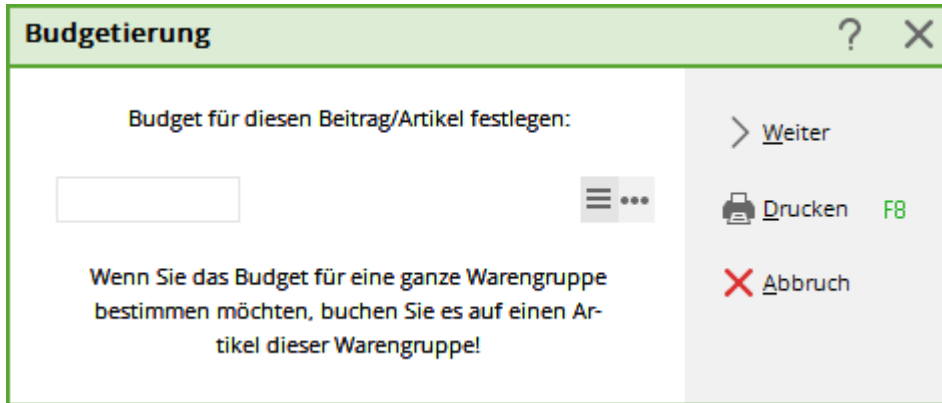 Budgetierung
Budget für diesen Beitrag/Artikel festlegen:
Wenn Sie das Budget für eine ganze Warengruppe
bestimmen möchten, buchen Sie es auf einen Ar-
tikel dieser Warengruppe!
Weiter
Drucken F8
Abbruch